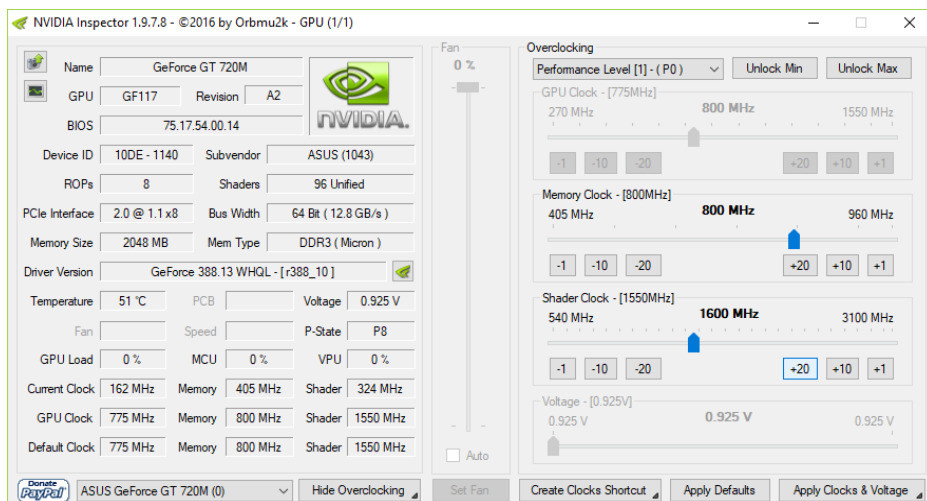 NVIDIA Inspector 1.9.7.8 - ©2016 by Orbmu2k - GPU (1/1)
Name GeForce GT 720M
GPU GF117 Revision A2
BIOS 75.17.54.00.14
NVIDIA.
Device ID 10DE - 1140 Subvendor ASUS (1043)
ROPs 8 Shaders 96 Unified
PCIe Interface 2.0 @ 1.1 x8 Bus Width 64 Bit ( 12.8 GB/s )
Memory Size 2048 MB Mem Type DDR3 ( Micron )
Driver Version GeForce 388.13 WHQL - [ r388_10 ]
Temperature 51 °C PCB Voltage 0.925 V
Fan Speed P-State P8
GPU Load 0 % MCU 0 % VPU 0 %
Current Clock 162 MHz Memory 405 MHz Shader 324 MHz
GPU Clock 775 MHz Memory 800 MHz Shader 1550 MHz
Default Clock 775 MHz Memory 800 MHz Shader 1550 MHz
Donate
PayPal ASUS GeForce GT 720M (0) Hide Overclocking
Fan
0 %
Auto
Set Fan
Overclocking
Performance Level [1] - ( P0 ) Unlock Min Unlock Max
GPU Clock - [775MHz]
270 MHz 800 MHz 1550 MHz
-1 -10 -20 +20 +10 +1
Memory Clock - [800MHz]
405 MHz 800 MHz 960 MHz
-1 -10 -20 +20 +10 +1
Shader Clock - [1550MHz]
540 MHz 1600 MHz 3100 MHz
-1 -10 -20 +20 +10 +1
Voltage - [0.925V]
0.925 V 0.925 V 0.925 V
Create Clocks Shortcut Apply Defaults Apply Clocks & Voltage